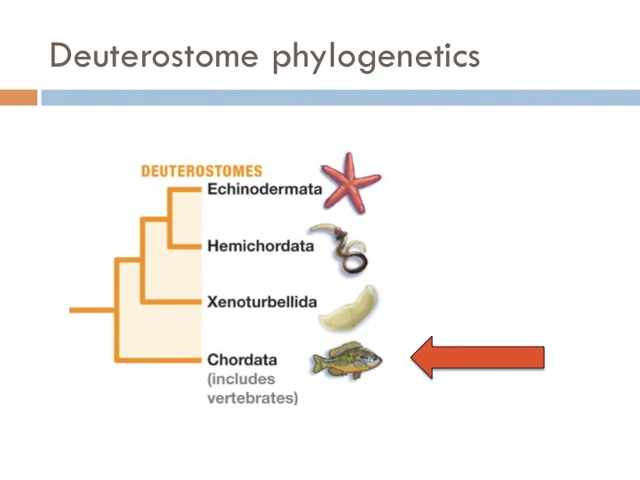 Deuterostome phylogenetics
DEUTEROSTOMES
Echinodermata
Hemichordata
Xenoturbellida
Chordata
(includes
vertebrates)